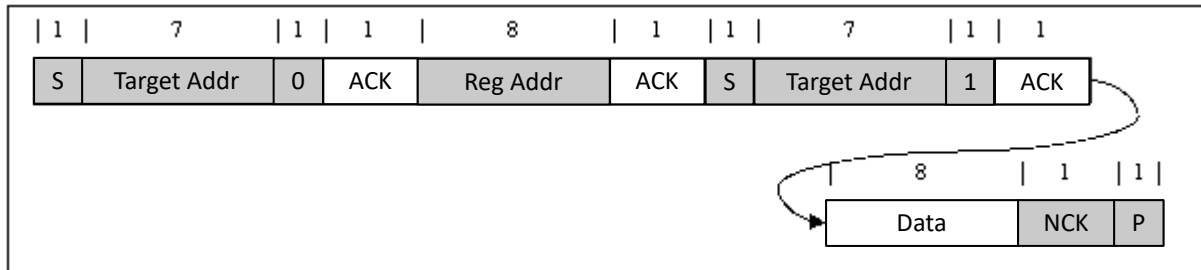 | 1 | 7 | 1 | 1 | 8 | 1 | 1 | 7 | 1 | 1
S Target Addr 0 ACK Reg Addr ACK S Target Addr 1 ACK
| 8 | 1 | 1 |
Data NCK P